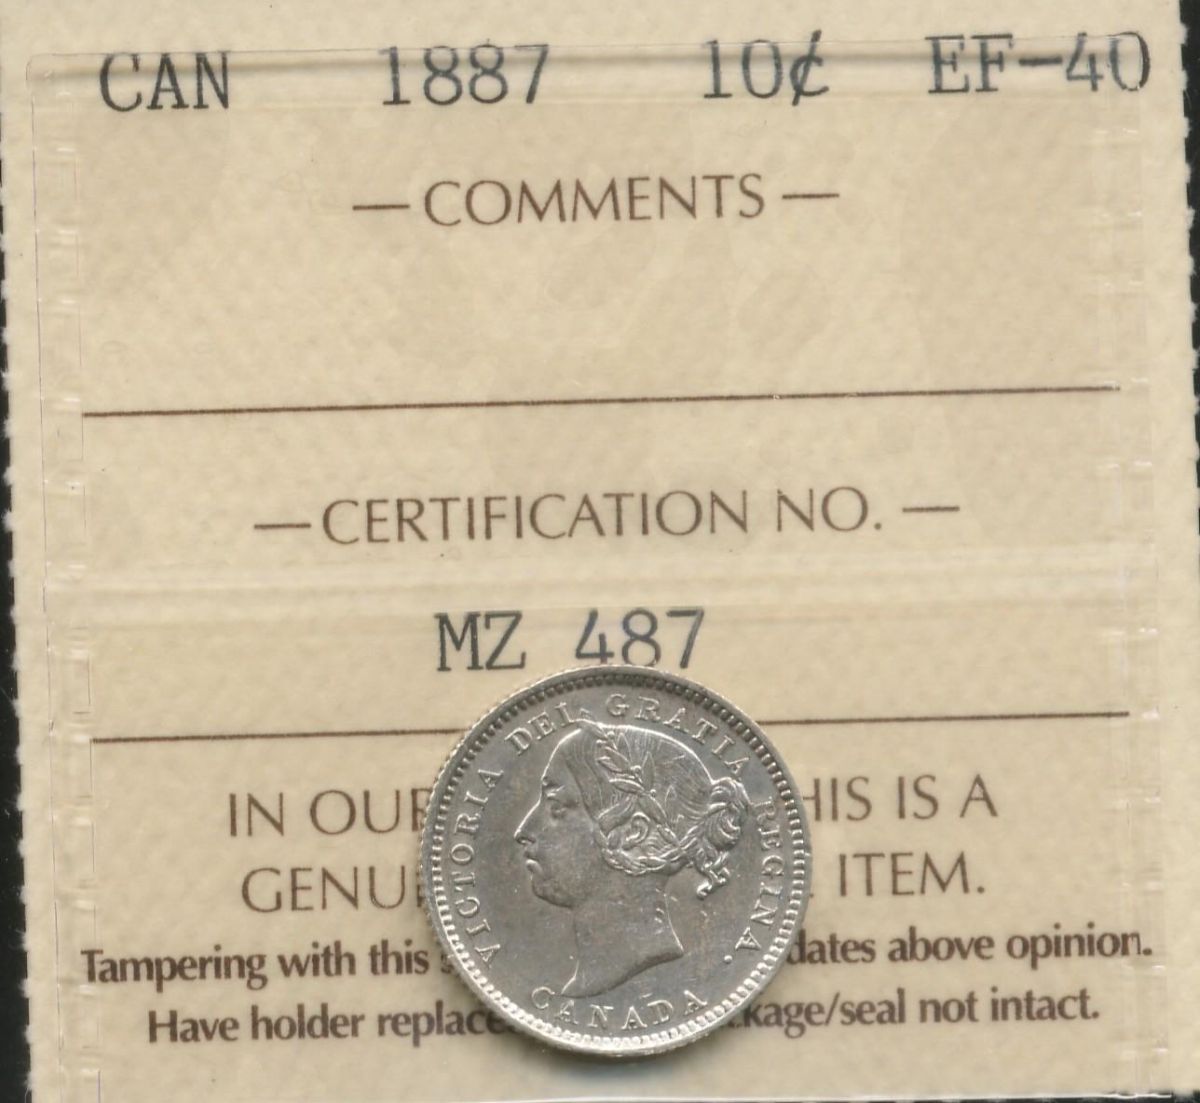 CAN 1887 10¢ EF-40
— COMMENTS —
— CERTIFICATION NO. —
MZ 487
IN OUR HIS IS A
GENU ITEM.
Tampering with this dates above opinion.
Have holder replace kage/seal not intact.
VICTORIA DEI GRATIA REGINA.
CANADA